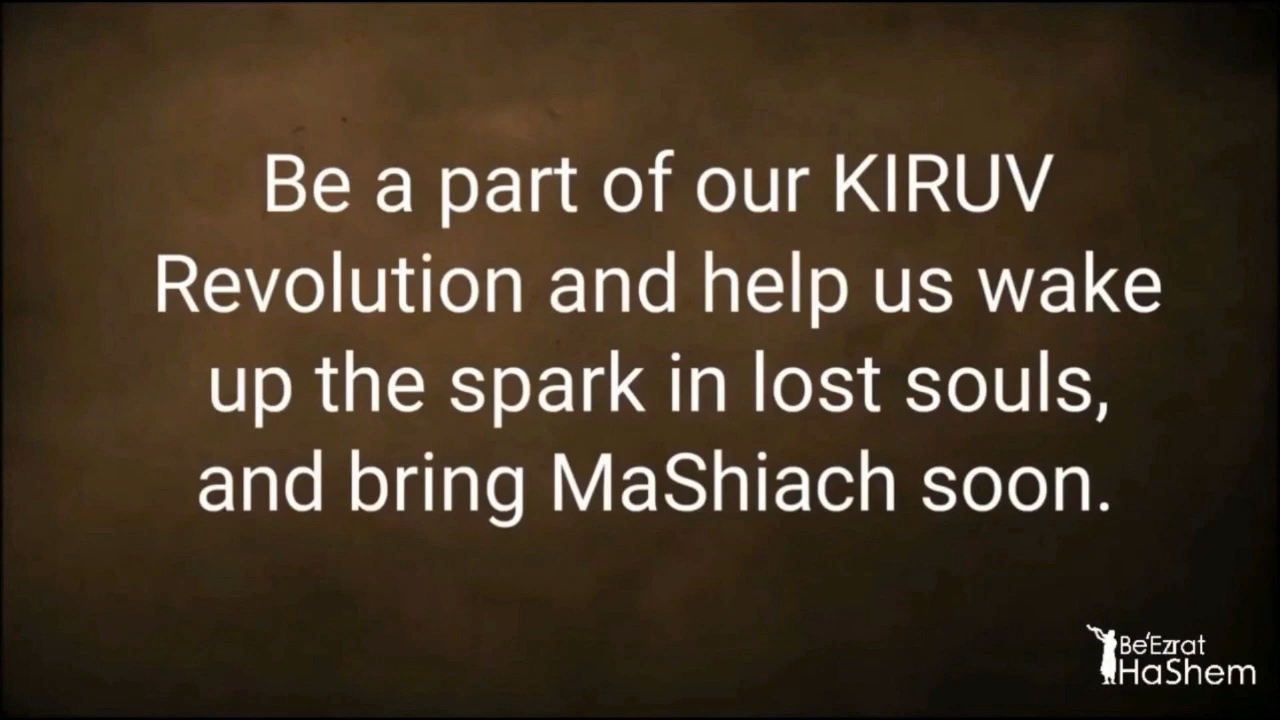 Be a part of our KIRUV
Revolution and help us wake
up the spark in lost souls,
and bring MaShiach soon.
Be'Ezrat
HaShem